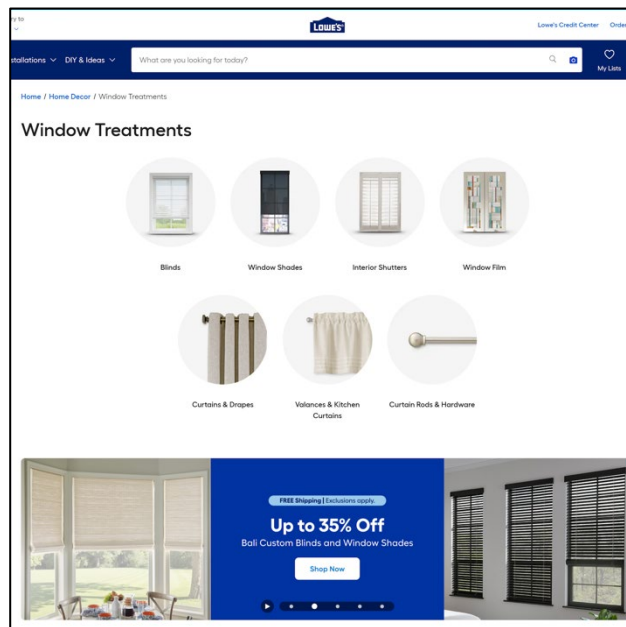 ry to
LOWE'S
Lowe's Credit Center Order
stallations DIY & Ideas What are you looking for today? My Lists
Home / Home Decor / Window Treatments
Window Treatments
Blinds Window Shades Interior Shutters Window Film
Curtains & Drapes Valances & Kitchen Curtain Rods & Hardware
Curtains
FREE Shipping | Exclusions apply.
Up to 35% Off
Bali Custom Blinds and Window Shades
Shop Now